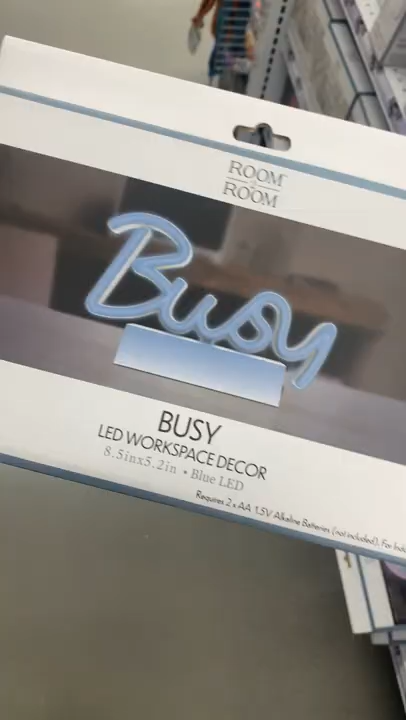 ROOM
2
ROOM
Busy
BUSY
LED WORKSPACE DECOR
8.5inx5.2in • Blue LED
Requires 2 x AA 1.5V Alkaline Batteries (not included). For